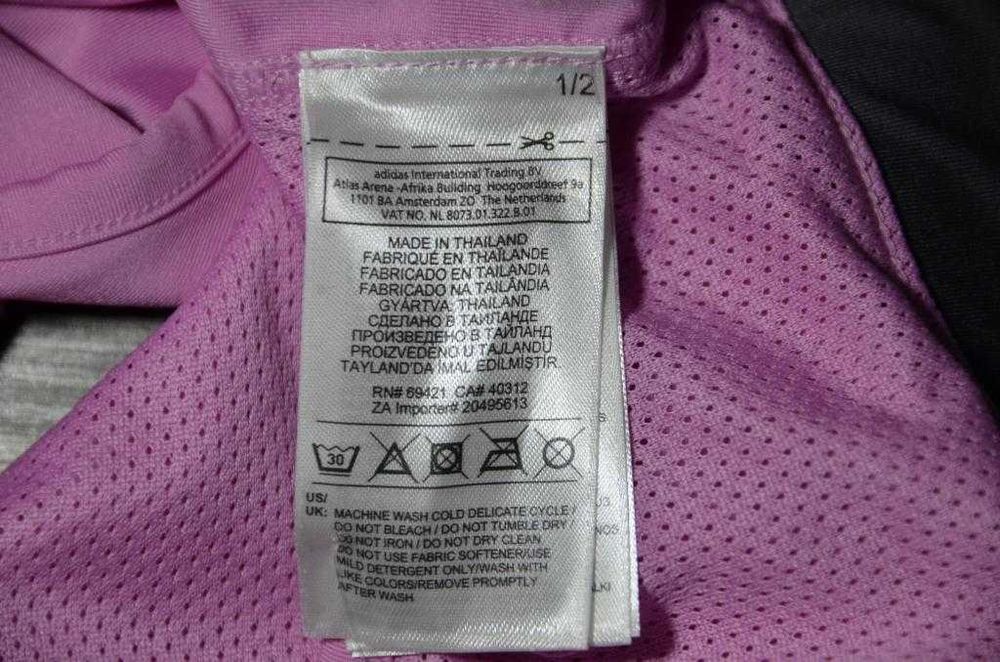 1/2
adidas International Trading BV
Atlas Arena -Afrika Building Hoogoorddreef 9a
1101 BA Amsterdam ZO The Netherlands
VAT NO. NL 8073.01.322.B.01
MADE IN THAILAND
FABRIQUÉ EN THAÏLANDE
FABRICADO EN TAILANDIA
FABRICADO NA TAILÂNDIA
GYÁRTVA: THAILAND
СДЕЛАНО В ТАИЛАНДЕ
ПРОИЗВЕДЕНО В ТАЙЛАНД
PROIZVEDENO U TAJLANDU
TAYLAND'DA İMAL EDİLMİŞTİR
RN# 69421 CA# 40312
ZA Importer# 20495613
30
US/
UK: MACHINE WASH COLD DELICATE CYCLE /
DO NOT BLEACH / DO NOT TUMBLE DRY /
DO NOT IRON / DO NOT DRY CLEAN
DO NOT USE FABRIC SOFTENER/USE
MILD DETERGENT ONLY/WASH WITH
LIKE COLORS/REMOVE PROMPTLY
AFTER WASH